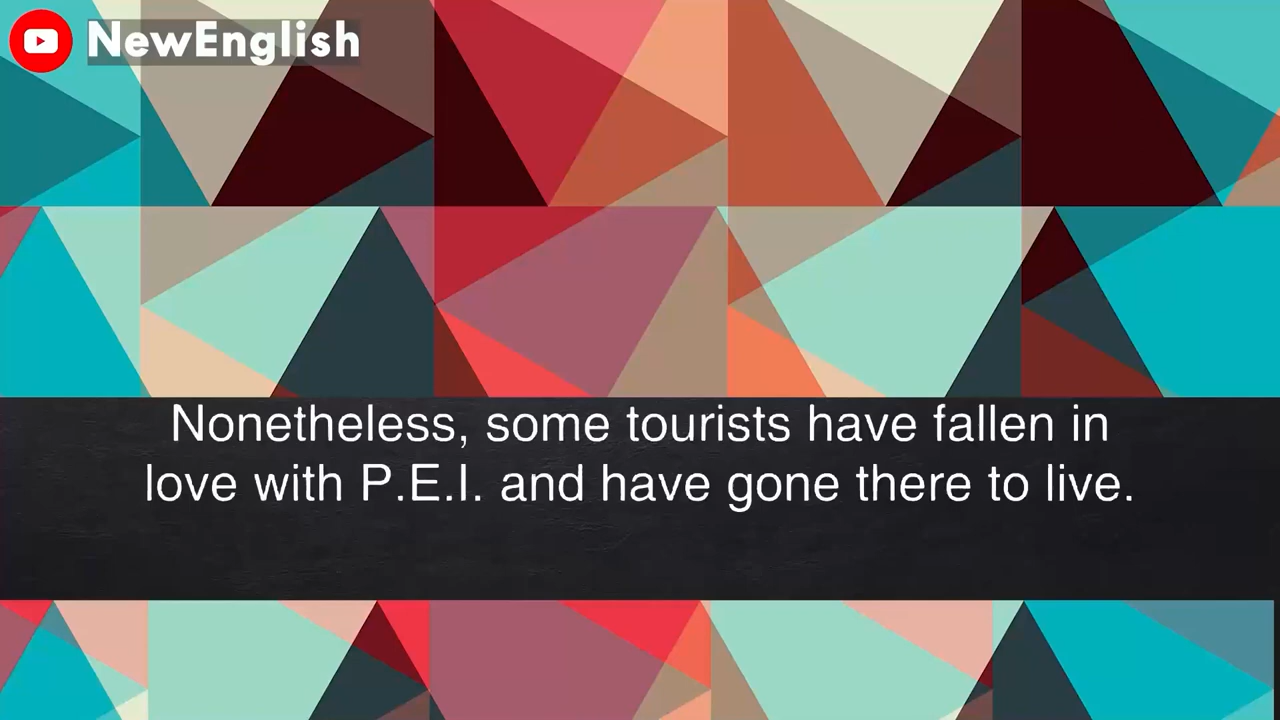 NewEnglish
Nonetheless, some tourists have fallen in
love with P.E.I. and have gone there to live.